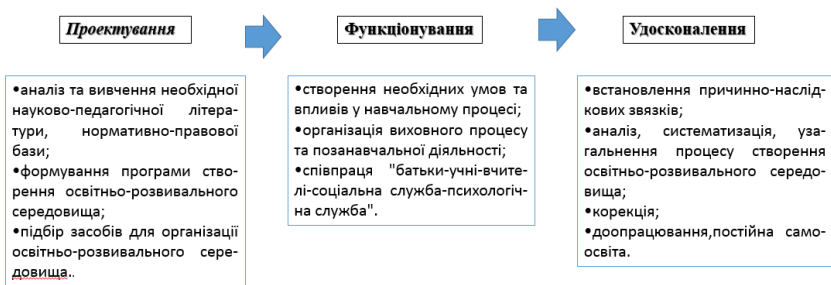 Проектування
Функціонування
Удосконалення
•аналіз та вивчення необхідної
науково-педагогічної літера-
тури, нормативно-правової
бази;
•формування програми ство-
рення освітньо-розвивального
середовища;
•підбір засобів для організації
освітньо-розвивального сере-
довища..
•створення необхідних умов та
впливів у навчальному процесі;
•організація виховного процесу
та позанавчальної діяльності;
•співпраця "батьки-учні-вчите-
лі-соціальна служба-психологіч-
на служба".
•встановлення причинно-наслід-
кових звязків;
•аналіз, систематизація, уза-
гальнення процесу створення
освітньо-розвивального середо-
вища;
•корекція;
•доопрацювання,постійна само-
освіта.